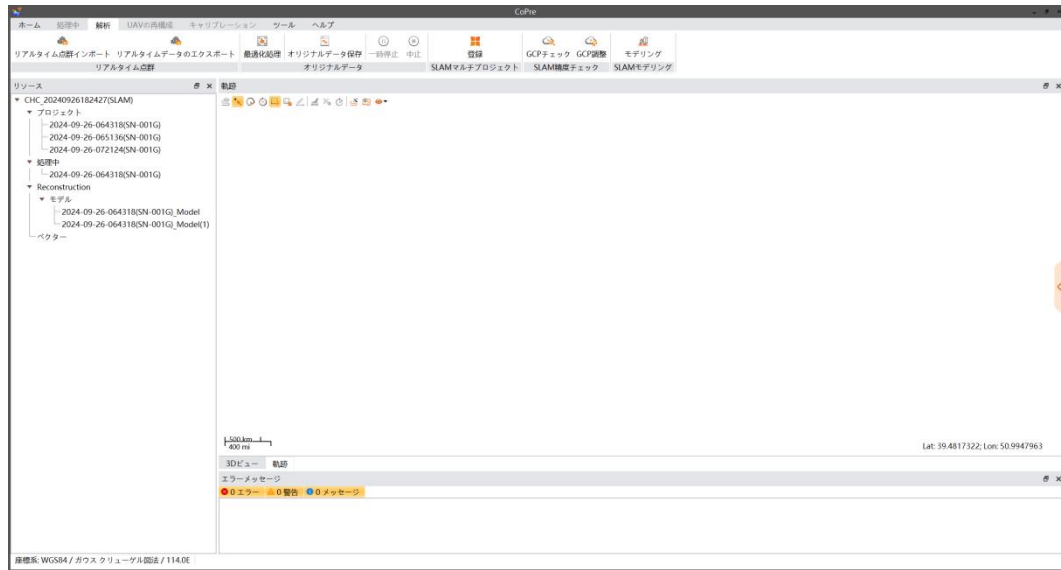 CoPre
ホーム 処理中 解析 UAVの再構成 キャリブレーション ツール ヘルプ
リアルタイム点群インポート リアルタイムデータのエクスポート 最適化処理 オリジナルデータ保存 一時停止 中止 登録 GCPチェック GCP調整 モデリング
リアルタイム点群 オリジナルデータ SLAMマルチプロジェクト SLAM精度チェック SLAMモデリング
リソース 軌跡
CHC_20240926182427(SLAM)
プロジェクト
2024-09-26-064318(SN-001G)
2024-09-26-065136(SN-001G)
2024-09-26-072124(SN-001G)
処理中
2024-09-26-064318(SN-001G)
Reconstruction
モデル
2024-09-26-064318(SN-001G)_Model
2024-09-26-064318(SN-001G)_Model(1)
ベクター
500 km
400 mi
Lat: 39.4817322; Lon: 50.9947963
3Dビュー 軌跡
エラーメッセージ
0 エラー 0 警告 0 メッセージ
座標系: WGS84 / ガウス クリューゲル図法 / 114.0E